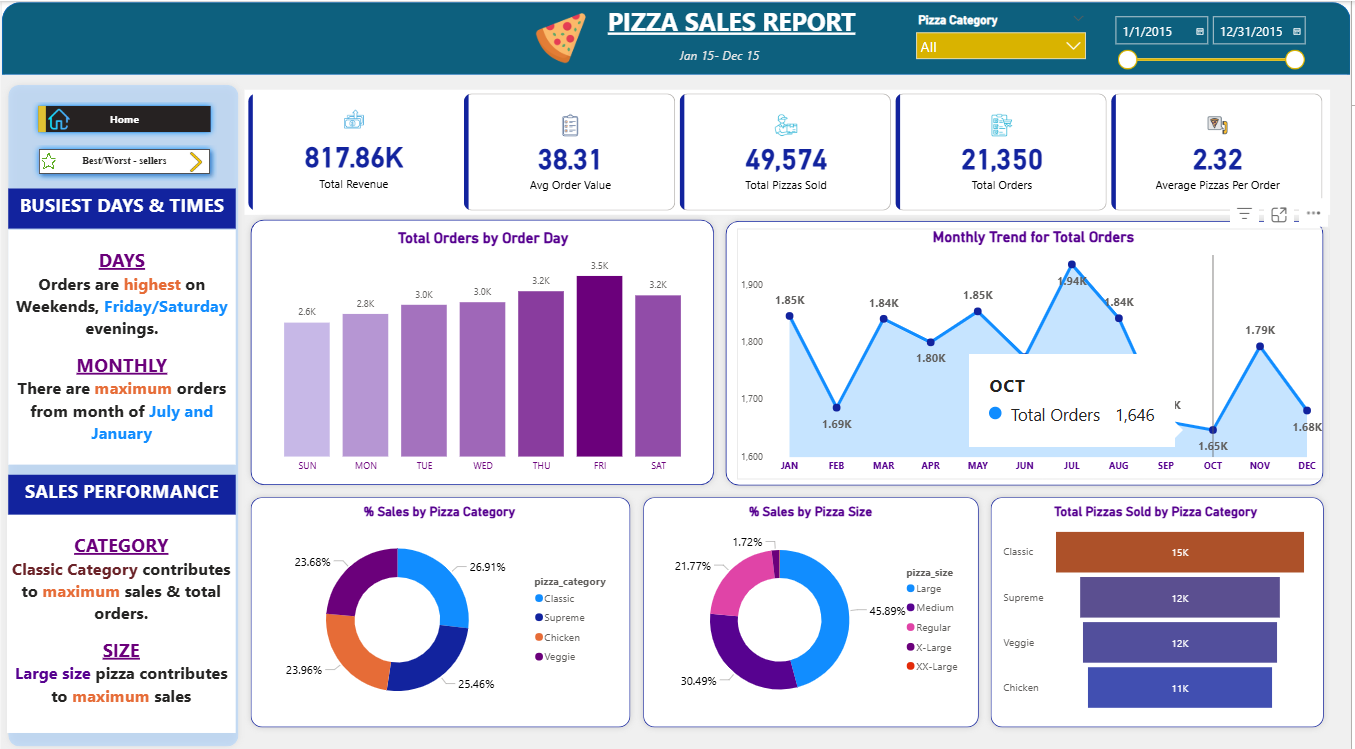 PIZZA SALES REPORT
Jan 15- Dec 15
Pizza Category
All
1/1/2015
12/31/2015
Home
Best/Worst - sellers
BUSIEST DAYS & TIMES
DAYS
Orders are highest on
Weekends, Friday/Saturday
evenings.
MONTHLY
There are maximum orders
from month of July and
January
SALES PERFORMANCE
CATEGORY
Classic Category contributes
to maximum sales & total
orders.
SIZE
Large size pizza contributes
to maximum sales
817.86K
Total Revenue
38.31
Avg Order Value
49,574
Total Pizzas Sold
21,350
Total Orders
2.32
Average Pizzas Per Order
Total Orders by Order Day
2.6K
2.8K
3.0K
3.0K
3.2K
3.5K
3.2K
SUN
MON
TUE
WED
THU
FRI
SAT
Monthly Trend for Total Orders
1,900
1,800
1,700
1,600
1.85K
1.69K
1.84K
1.80K
1.85K
1.94K
1.84K
K
1.65K
1.79K
1.68K
OCT
Total Orders 1,646
JAN
FEB
MAR
APR
MAY
JUN
JUL
AUG
SEP
OCT
NOV
DEC
% Sales by Pizza Category
23.68%
26.91%
23.96%
25.46%
pizza_category
Classic
Supreme
Chicken
Veggie
% Sales by Pizza Size
1.72%
21.77%
45.89%
30.49%
pizza_size
Large
Medium
Regular
X-Large
XX-Large
Total Pizzas Sold by Pizza Category
Classic
15K
Supreme
12K
Veggie
12K
Chicken
11K